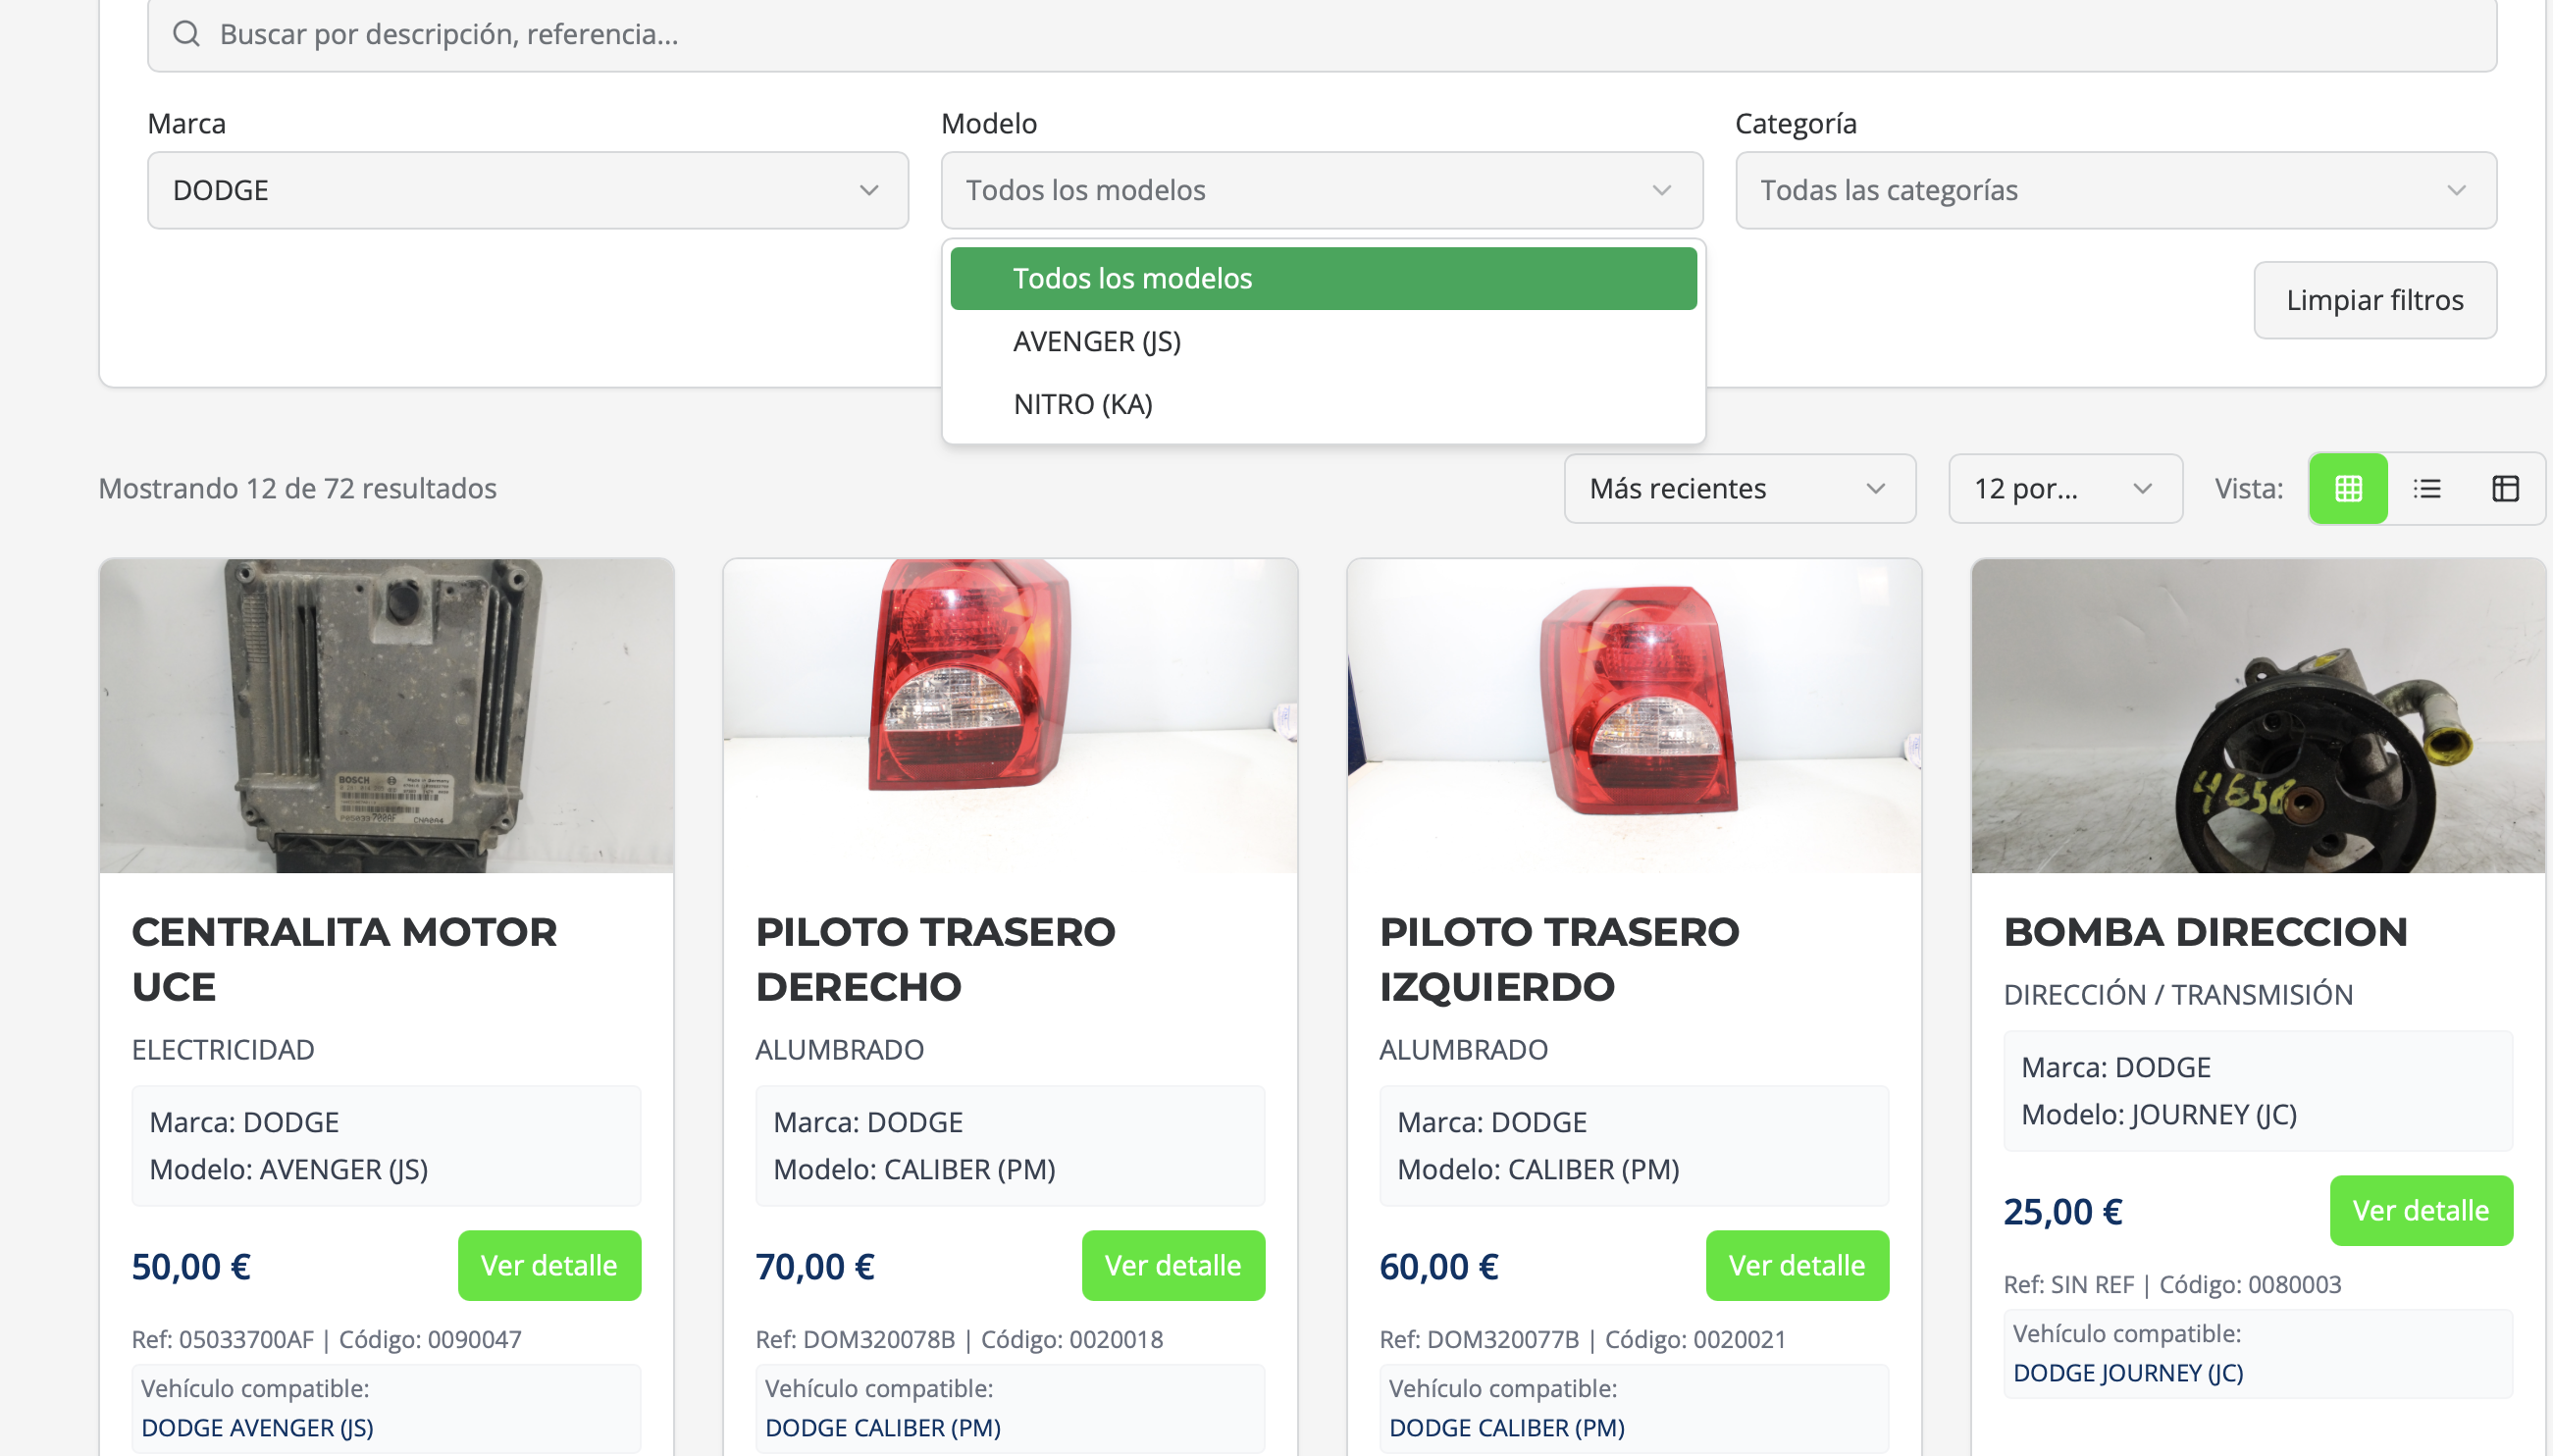 Buscar por descripción, referencia...
Marca
Modelo
Categoría
DODGE
Todos los modelos
Todas las categorías
Todos los modelos
AVENGER (JS)
NITRO (KA)
Limpiar filtros
Mostrando 12 de 72 resultados
Más recientes
12 por...
Vista:
BOSCH
CENTRALITA MOTOR
UCE
ELECTRICIDAD
Marca: DODGE
Modelo: AVENGER (JS)
50,00 €
Ver detalle
Ref: 05033700AF | Código: 0090047
Vehículo compatible:
DODGE AVENGER (JS)
PILOTO TRASERO
DERECHO
ALUMBRADO
Marca: DODGE
Modelo: CALIBER (PM)
70,00 €
Ver detalle
Ref: DOM320078B | Código: 0020018
Vehículo compatible:
DODGE CALIBER (PM)
PILOTO TRASERO
IZQUIERDO
ALUMBRADO
Marca: DODGE
Modelo: CALIBER (PM)
60,00 €
Ver detalle
Ref: DOM320077B | Código: 0020021
Vehículo compatible:
DODGE CALIBER (PM)
BOMBA DIRECCION
DIRECCIÓN / TRANSMISIÓN
Marca: DODGE
Modelo: JOURNEY (JC)
25,00 €
Ver detalle
Ref: SIN REF | Código: 0080003
Vehículo compatible:
DODGE JOURNEY (JC)